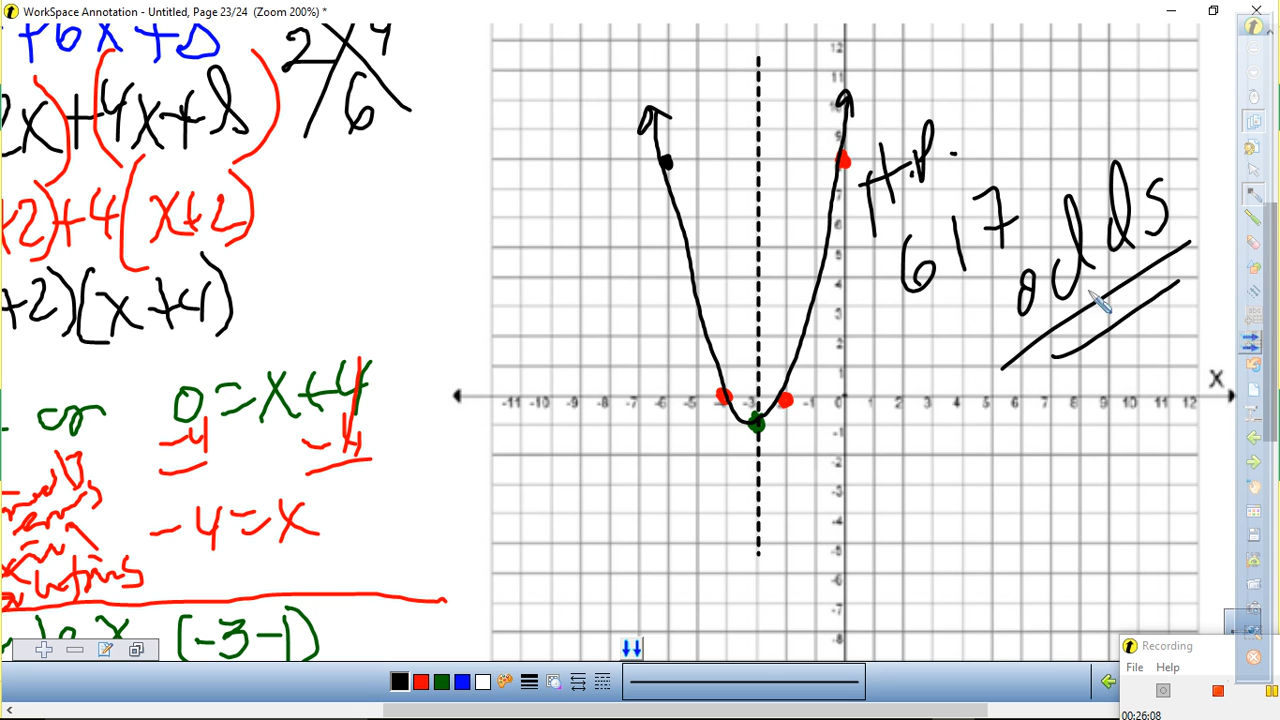 WorkSpace Annotation - Untitled, Page 23/24 (Zoom 200%) *
+6x+8
2 4
6
2x)+(4x+8)
+2)+4(x+2)
+2)(x+4)
or 0=x+4
-4 -4
-4=x
(-3-1)
12
11
10
9
8
7
6
5
4
3
2
1
-11 -10 -9 -8 -7 -6 -5 -4 -3 -1 0 1 2 3 4 5 6 7 8 9 10 11 12
X
-1
-2
-3
-4
-5
-6
-7
-8
H.P.
617
odds
Recording
File Help
00:26:08